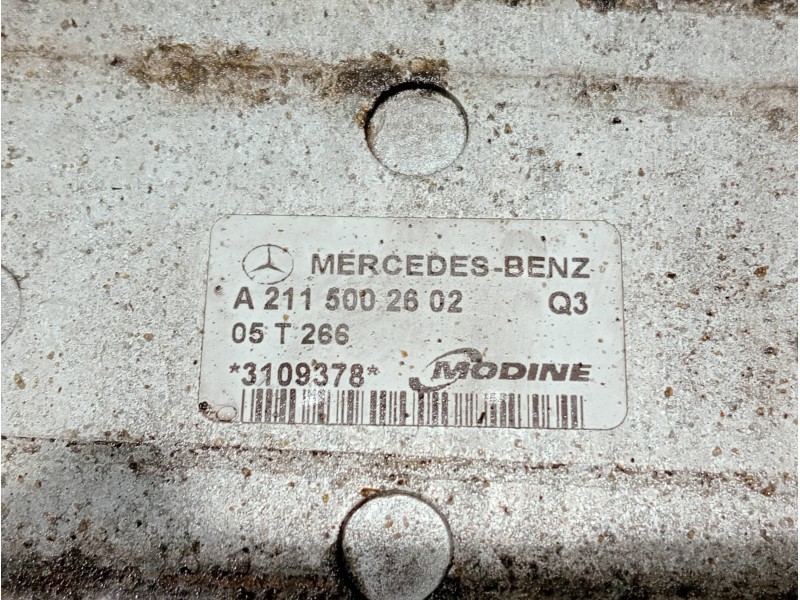 MERCEDES-BENZ
A 211 500 26 02 Q3
05 T 266
*3109378* MODINE